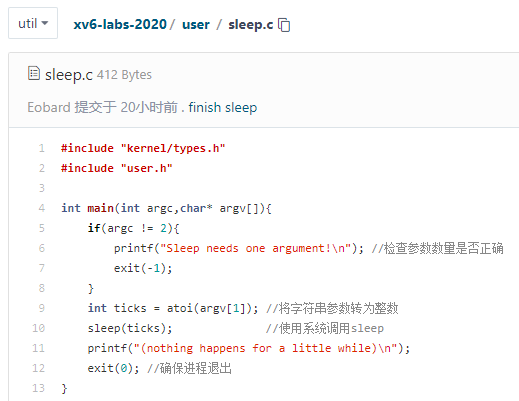 util xv6-labs-2020 / user / sleep.c
sleep.c 412 Bytes
Eobard 提交于 20小时前 . finish sleep
1 #include "kernel/types.h"
2 #include "user.h"
3
4 int main(int argc,char* argv[]){
5     if(argc != 2){
6         printf("Sleep needs one argument!\n"); //检查参数数量是否正确
7         exit(-1);
8     }
9     int ticks = atoi(argv[1]); //将字符串参数转为整数
10     sleep(ticks);              //使用系统调用sleep
11     printf("(nothing happens for a little while)\n");
12     exit(0); //确保进程退出
13 }